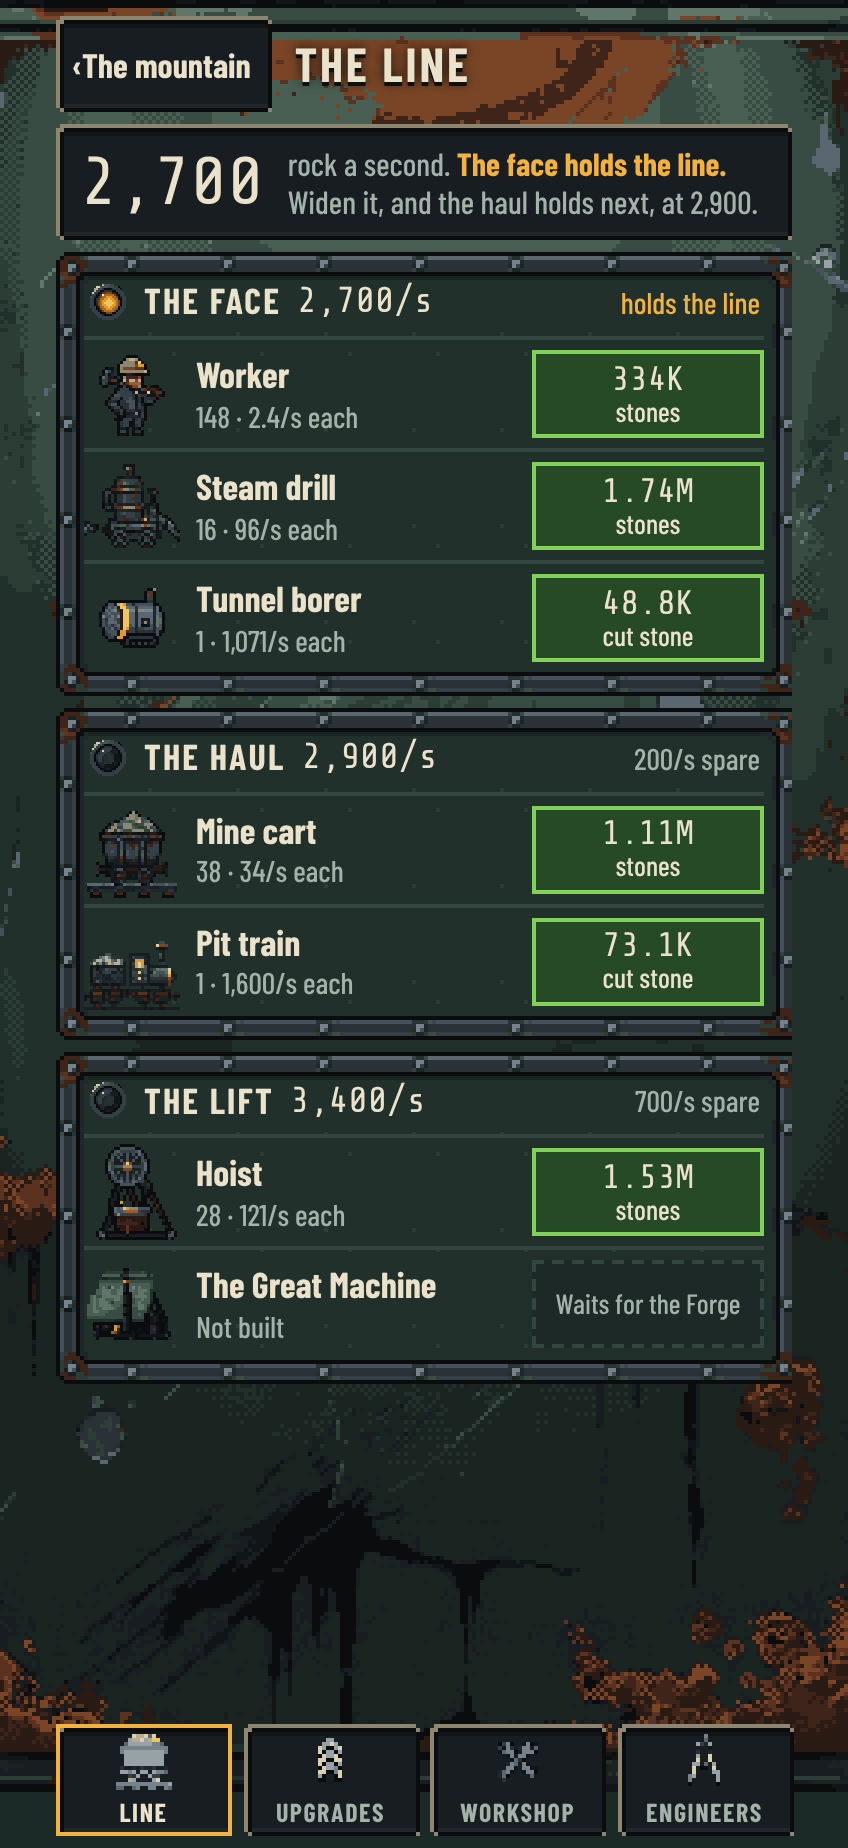 ‹The mountain
THE LINE
2,700
rock a second. The face holds the line.
Widen it, and the haul holds next, at 2,900.
THE FACE 2,700/s
holds the line
Worker
148 · 2.4/s each
334K
stones
Steam drill
16 · 96/s each
1.74M
stones
Tunnel borer
1 · 1,071/s each
48.8K
cut stone
THE HAUL 2,900/s
200/s spare
Mine cart
38 · 34/s each
1.11M
stones
Pit train
1 · 1,600/s each
73.1K
cut stone
THE LIFT 3,400/s
700/s spare
Hoist
28 · 121/s each
1.53M
stones
The Great Machine
Not built
Waits for the Forge
LINE
UPGRADES
WORKSHOP
ENGINEERS